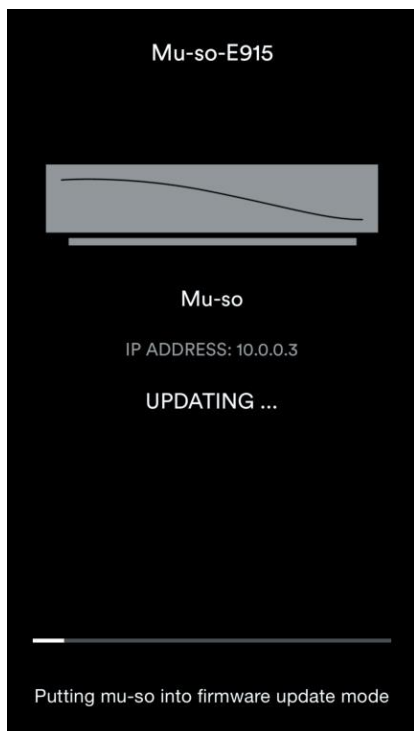 Mu-so-E915
Mu-so
IP ADDRESS: 10.0.0.3
UPDATING ...
Putting mu-so into firmware update mode